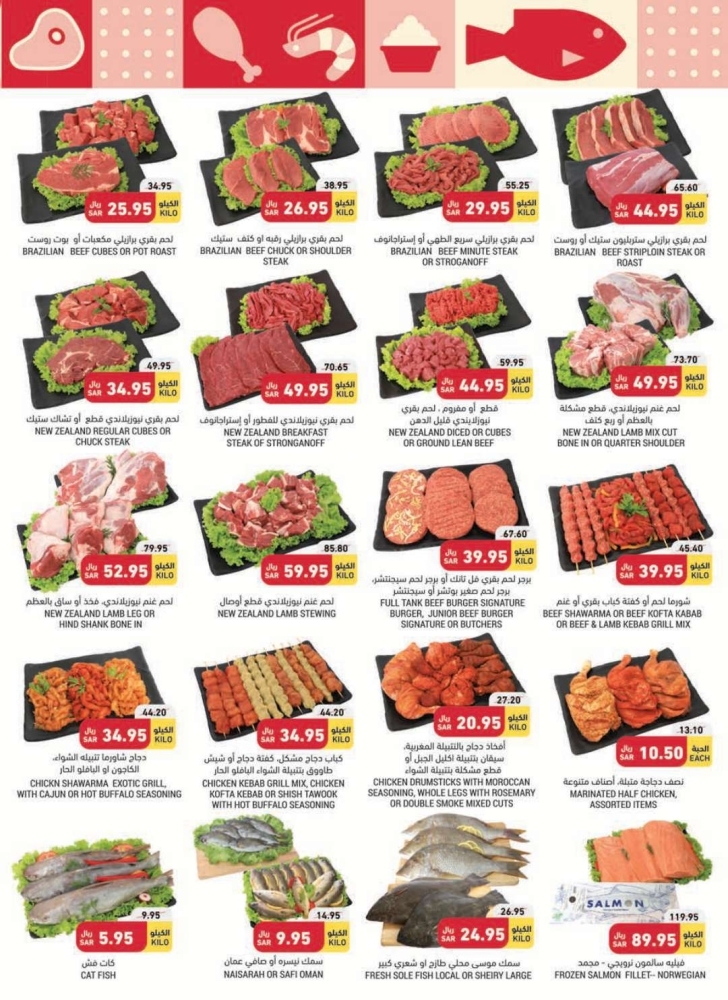 34.95
ريال
SAR 25.95 الكيلو KILO
لحم بقري برازيلي مكعبات أو بوت روست
BRAZILIAN BEEF CUBES OR POT ROAST
38.95
ريال
SAR 26.95 الكيلو KILO
لحم بقري برازيلي رقبه او كتف ستيك
BRAZILIAN BEEF CHUCK OR SHOULDER
STEAK
55.25
ريال
SAR 29.95 الكيلو KILO
لحم بقري برازيلي سريع الطهي أو إستراجانوف
BRAZILIAN BEEF MINUTE STEAK
OR STROGANOFF
65.60
ريال
SAR 44.95 الكيلو KILO
لحم بقري برازيلي ستربليون ستيك أو روست
BRAZILIAN BEEF STRIPLOIN STEAK OR
ROAST
49.95
ريال
SAR 34.95 الكيلو KILO
لحم بقري نيوزيلاندي قطع أو تشاك ستيك
NEW ZEALAND REGULAR CUBES OR
CHUCK STEAK
70.65
ريال
SAR 49.95 الكيلو KILO
لحم بقري نيوزيلاندي للفطور أو إستراجانوف
NEW ZEALAND BREAKFAST
STEAK OF STRONGANOFF
59.95
ريال
SAR 44.95 الكيلو KILO
قطع أو مفروم ، لحم بقري
نيوزيلاندي قليل الدهن
NEW ZEALAND DICED OR CUBES
OR GROUND LEAN BEEF
73.70
ريال
SAR 49.95 الكيلو KILO
لحم غنم نيوزيلاندي، قطع مشكلة
بالعظم أو ربع كتف
NEW ZEALAND LAMB MIX CUT
BONE IN OR QUARTER SHOULDER
79.95
ريال
SAR 52.95 الكيلو KILO
لحم غنم نيوزيلاندي، فخذ أو ساق بالعظم
NEW ZEALAND LAMB LEG OR
HIND SHANK BONE IN
85.80
ريال
SAR 59.95 الكيلو KILO
لحم غنم نيوزيلاندي قطع أوصال
NEW ZEALAND LAMB STEWING
67.60
ريال
SAR 39.95 الكيلو KILO
برجر لحم بقري فل تانك أو برجر لحم سيجنتشر،
برجر لحم صغير بوتشر أو سيجنتشر
FULL TANK BEEF BURGER SIGNATURE
BURGER, JUNIOR BEEF BURGER
SIGNATURE OR BUTCHERS
45.40
ريال
SAR 39.95 الكيلو KILO
شورما لحم أو كفتة كباب بقري أو غنم
BEEF SHAWARMA OR BEEF KOFTA KABAB
OR BEEF & LAMB KEBAB GRILL MIX
44.20
ريال
SAR 34.95 الكيلو KILO
دجاج شاورما تتبيله الشواء،
الكاجون او البافلو الحار
CHICKN SHAWARMA EXOTIC GRILL,
WITH CAJUN OR HOT BUFFALO SEASONING
44.20
ريال
SAR 34.95 الكيلو KILO
كباب دجاج مشكل، كفتة دجاج أو شيش
طاووق بتتبيلة الشواء أو البافلو الحار
CHICKEN KEBAB GRILL MIX, CHICKEN
KOFTA KEBAB OR SHISH TAWOOK
WITH HOT BUFFALO SEASONING
27.20
ريال
SAR 20.95 الكيلو KILO
أفخاذ دجاج بالتتبيلة المغربية،
سيقان بتتبيلة اكليل الجبل أو
قطع مشكلة بتتبيلة الشواء
CHICKEN DRUMSTICKS WITH MOROCCAN
SEASONING, WHOLE LEGS WITH ROSEMARY
OR DOUBLE SMOKE MIXED CUTS
13.10
ريال
SAR 10.50 الحبة EACH
نصف دجاجة متبلة، أصناف متنوعة
MARINATED HALF CHICKEN,
ASSORTED ITEMS
9.95
ريال
SAR 5.95 الكيلو KILO
كات فش
CAT FISH
14.95
ريال
SAR 9.95 الكيلو KILO
سمك نيسره أو صافي عمان
NAISARAH OR SAFI OMAN
26.95
ريال
SAR 24.95 الكيلو KILO
سمك موسى محلي طازج او شعري كبير
FRESH SOLE FISH LOCAL OR SHEIRY LARGE
SALMON
119.95
ريال
SAR 89.95 الكيلو KILO
فيليه سالمون نرويجي - مجمد
FROZEN SALMON FILLET-- NORWEGIAN